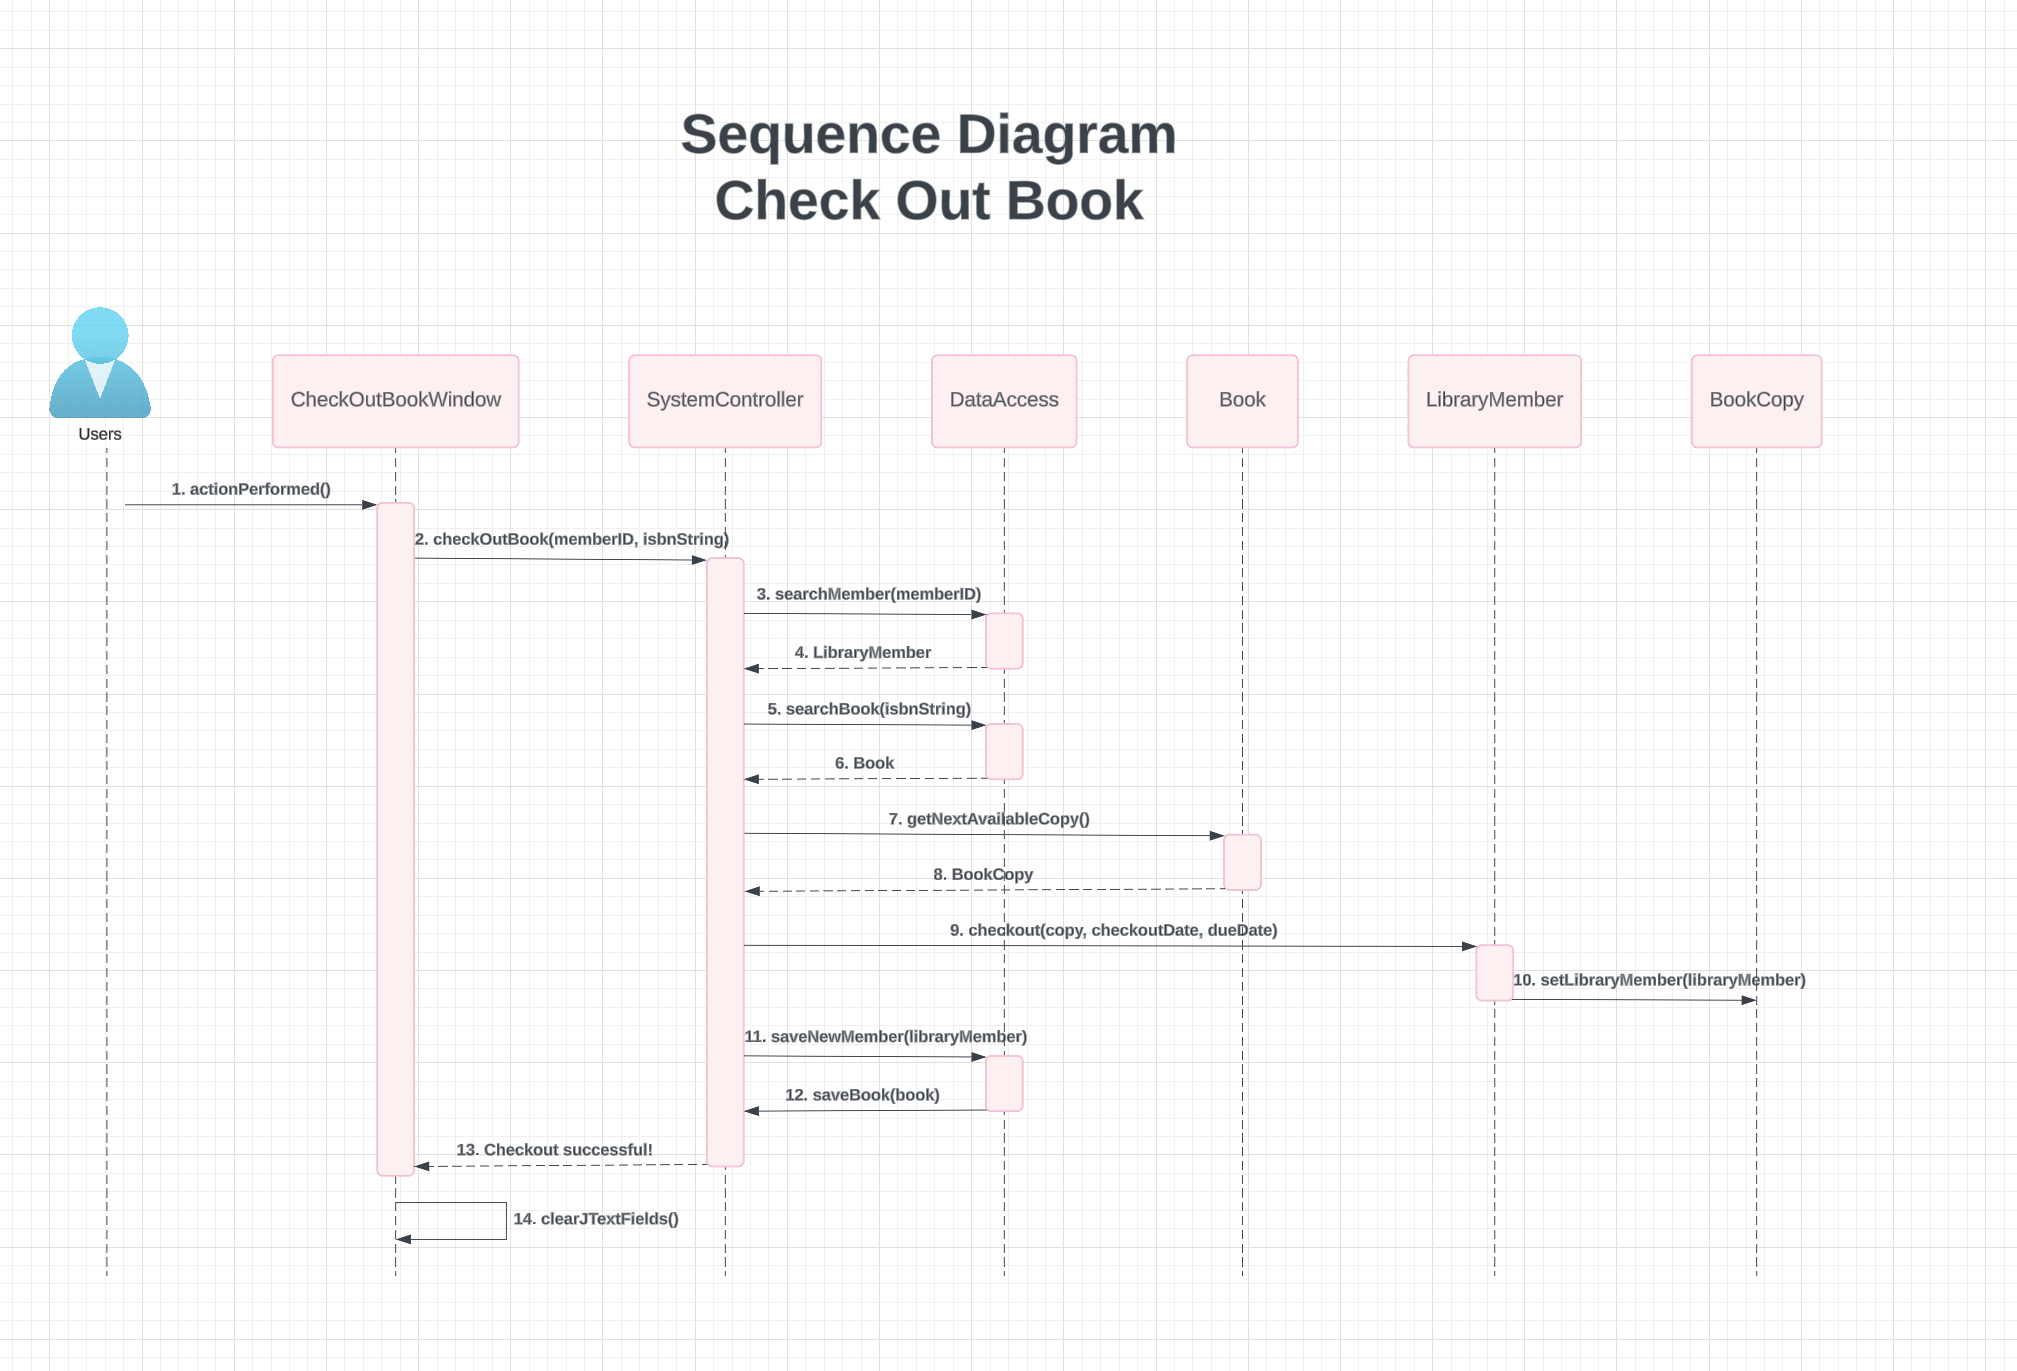 Sequence Diagram
Check Out Book
Users
CheckOutBookWindow
SystemController
DataAccess
Book
LibraryMember
BookCopy
1. actionPerformed()
2. checkOutBook(memberID, isbnString)
3. searchMember(memberID)
4. LibraryMember
5. searchBook(isbnString)
6. Book
7. getNextAvailableCopy()
8. BookCopy
9. checkout(copy, checkoutDate, dueDate)
10. setLibraryMember(libraryMember)
11. saveNewMember(libraryMember)
12. saveBook(book)
13. Checkout successful!
14. clearJTextFields()